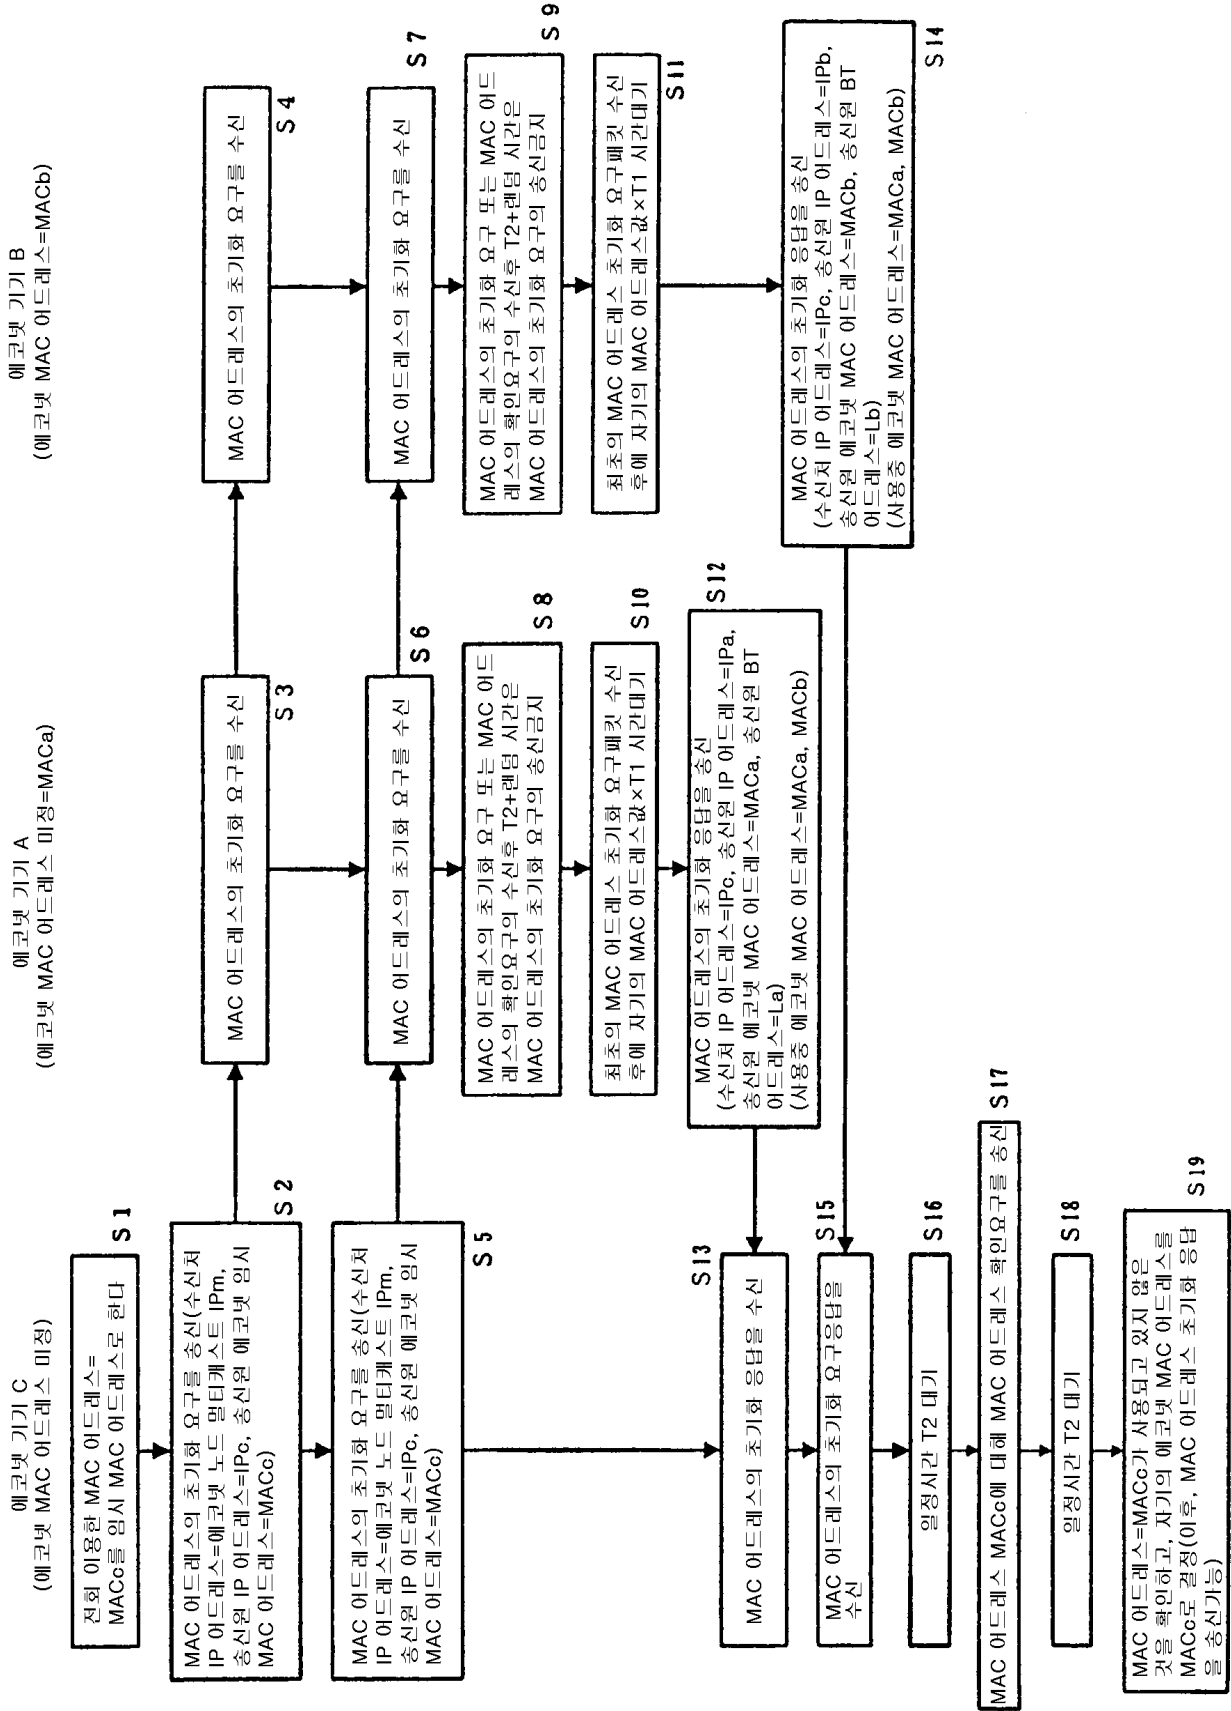 에코넷 기기 C
(에코넷 MAC 어드레스 미정)
에코넷 기기 A
(에코넷 MAC 어드레스 미정=MACa)
에코넷 기기 B
(에코넷 MAC 어드레스=MACb)
전회 이용한 MAC 어드레스=
MACc를 임시 MAC 어드레스로 한다
S1
MAC 어드레스의 초기화 요구를 송신(수신처
IP 어드레스=에코넷 노드 멀티캐스트 IPm,
송신원 IP 어드레스=IPc, 송신원 에코넷 임시
MAC 어드레스=MACc)
S2
MAC 어드레스의 초기화 요구를 수신
S3
MAC 어드레스의 초기화 요구를 수신
S4
MAC 어드레스의 초기화 요구를 송신(수신처
IP 어드레스=에코넷 노드 멀티캐스트 IPm,
송신원 IP 어드레스=IPc, 송신원 에코넷 임시
MAC 어드레스=MACc)
S5
MAC 어드레스의 초기화 요구를 수신
S6
MAC 어드레스의 초기화 요구를 수신
S7
MAC 어드레스의 초기화 요구 또는 MAC 어드
레스의 확인요구의 수신후 T2+랜덤 시간은
MAC 어드레스의 초기화 요구의 송신금지
S8
MAC 어드레스의 초기화 요구 또는 MAC 어드
레스의 확인요구의 수신후 T2+랜덤 시간은
MAC 어드레스의 초기화 요구의 송신금지
S9
최초의 MAC 어드레스 초기화 요구패킷 수신
후에 자기의 MAC 어드레스값×T1 시간대기
S10
최초의 MAC 어드레스 초기화 요구패킷 수신
후에 자기의 MAC 어드레스값×T1 시간대기
S11
MAC 어드레스의 초기화 응답을 송신
(수신처 IP 어드레스=IPc, 송신원 IP 어드레스=IPa,
송신원 에코넷 MAC 어드레스=MACa, 송신원 BT
어드레스=La)
(사용중 에코넷 MAC 어드레스=MACa, MACb)
S12
MAC 어드레스의 초기화 응답을 수신
S13
MAC 어드레스의 초기화 응답을 송신
(수신처 IP 어드레스=IPc, 송신원 IP 어드레스=IPb,
송신원 에코넷 MAC 어드레스=MACb, 송신원 BT
어드레스=Lb)
(사용중 에코넷 MAC 어드레스=MACa, MACb)
S14
MAC 어드레스의 초기화 요구응답을
수신
S15
일정시간 T2 대기
S16
MAC 어드레스 MACc에 대해 MAC 어드레스 확인요구를 송신
S17
일정시간 T2 대기
S18
MAC 어드레스=MACc가 사용되고 있지 않은
것을 확인하고, 자기의 에코넷 MAC 어드레스를
MACc로 결정(이후, MAC 어드레스 초기화 응답
을 송신가능)
S19